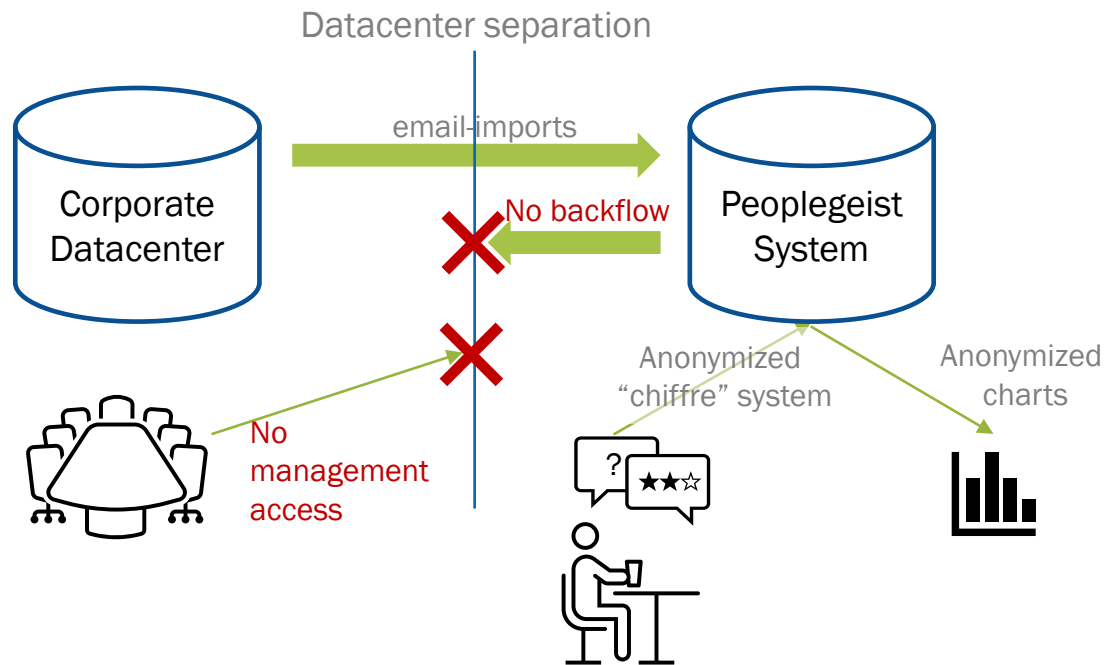 Datacenter separation
email-imports
Corporate
Datacenter
No backflow
Peoplegeist
System
Anonymized
“chiffre” system
Anonymized
charts
No
management
access
?
★★☆